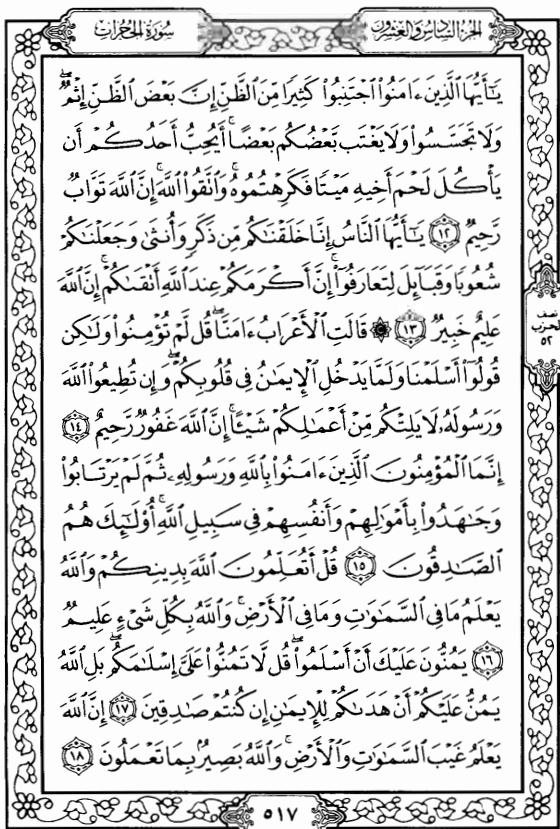 سُورَةُ الحُجُرَاتِ
الجُزْءُ السَّادِسُ وَالعِشْرُونَ
يَٰٓأَيُّهَا ٱلَّذِينَ ءَامَنُوا۟ ٱجْتَنِبُوا۟ كَثِيرًا مِّنَ ٱلظَّنِّ إِنَّ بَعْضَ ٱلظَّنِّ إِثْمٌ ۖ
وَلَا تَجَسَّسُوا۟ وَلَا يَغْتَب بَّعْضُكُم بَعْضًا ۚ أَيُحِبُّ أَحَدُكُمْ أَن
يَأْكُلَ لَحْمَ أَخِيهِ مَيْتًا فَكَرِهْتُمُوهُ ۚ وَٱتَّقُوا۟ ٱللَّهَ ۚ إِنَّ ٱللَّهَ تَوَّابٌ
رَّحِيمٌ ١٢ يَٰٓأَيُّهَا ٱلنَّاسُ إِنَّا خَلَقْنَٰكُم مِّن ذَكَرٍ وَأُنثَىٰ وَجَعَلْنَٰكُمْ
شُعُوبًا وَقَبَآئِلَ لِتَعَارَفُوٓا۟ ۚ إِنَّ أَكْرَمَكُمْ عِندَ ٱللَّهِ أَتْقَىٰكُمْ ۚ إِنَّ ٱللَّهَ
عَلِيمٌ خَبِيرٌ ١٣ ۞ قَالَتِ ٱلْأَعْرَابُ ءَامَنَّا ۖ قُل لَّمْ تُؤْمِنُوا۟ وَلَٰكِن
قُولُوٓا۟ أَسْلَمْنَا وَلَمَّا يَدْخُلِ ٱلْإِيمَٰنُ فِى قُلُوبِكُمْ ۖ وَإِن تُطِيعُوا۟ ٱللَّهَ
وَرَسُولَهُۥ لَا يَلِتْكُم مِّنْ أَعْمَٰلِكُمْ شَيْـًٔا ۚ إِنَّ ٱللَّهَ غَفُورٌ رَّحِيمٌ ١٤
إِنَّمَا ٱلْمُؤْمِنُونَ ٱلَّذِينَ ءَامَنُوا۟ بِٱللَّهِ وَرَسُولِهِۦ ثُمَّ لَمْ يَرْتَابُوا۟
وَجَٰهَدُوا۟ بِأَمْوَٰلِهِمْ وَأَنفُسِهِمْ فِى سَبِيلِ ٱللَّهِ ۚ أُو۟لَٰٓئِكَ هُمُ
ٱلصَّٰدِقُونَ ١٥ قُلْ أَتُعَلِّمُونَ ٱللَّهَ بِدِينِكُمْ وَٱللَّهُ
يَعْلَمُ مَا فِى ٱلسَّمَٰوَٰتِ وَمَا فِى ٱلْأَرْضِ ۚ وَٱللَّهُ بِكُلِّ شَىْءٍ عَلِيمٌ
١٦ يَمُنُّونَ عَلَيْكَ أَنْ أَسْلَمُوا۟ ۖ قُل لَّا تَمُنُّوا۟ عَلَىَّ إِسْلَٰمَكُم ۖ بَلِ ٱللَّهُ
يَمُنُّ عَلَيْكُمْ أَنْ هَدَىٰكُمْ لِلْإِيمَٰنِ إِن كُنتُمْ صَٰدِقِينَ ١٧ إِنَّ ٱللَّهَ
يَعْلَمُ غَيْبَ ٱلسَّمَٰوَٰتِ وَٱلْأَرْضِ ۚ وَٱللَّهُ بَصِيرٌۢ بِمَا تَعْمَلُونَ ١٨
نصف
الحزب
٥٢
٥١٧